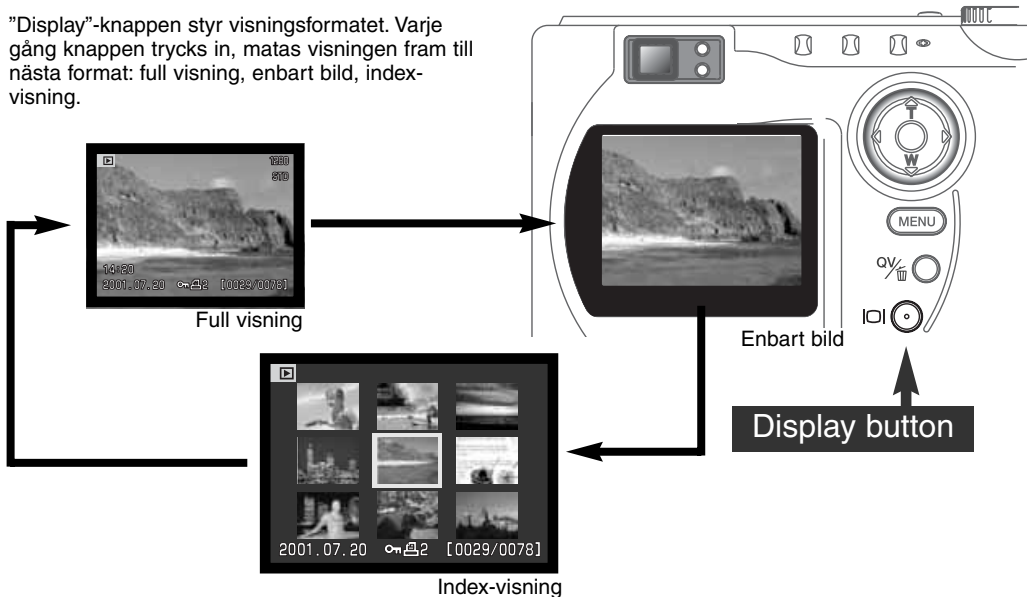 ”Display”-knappen styr visningsformatet. Varje
gång knappen trycks in, matas visningen fram till
nästa format: full visning, enbart bild, index-
visning.
1280
STD
14:20
2001.07.20 2 [0029/0078]
Full visning
T
W
MENU
QV/
Enbart bild
Display button
2001.07.20 2 [0029/0078]
Index-visning